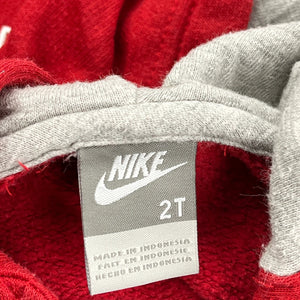 NIKE
2T
MADE IN INDONESIA
FAIT EN INDONESIE
HECHO EN INDONESIA